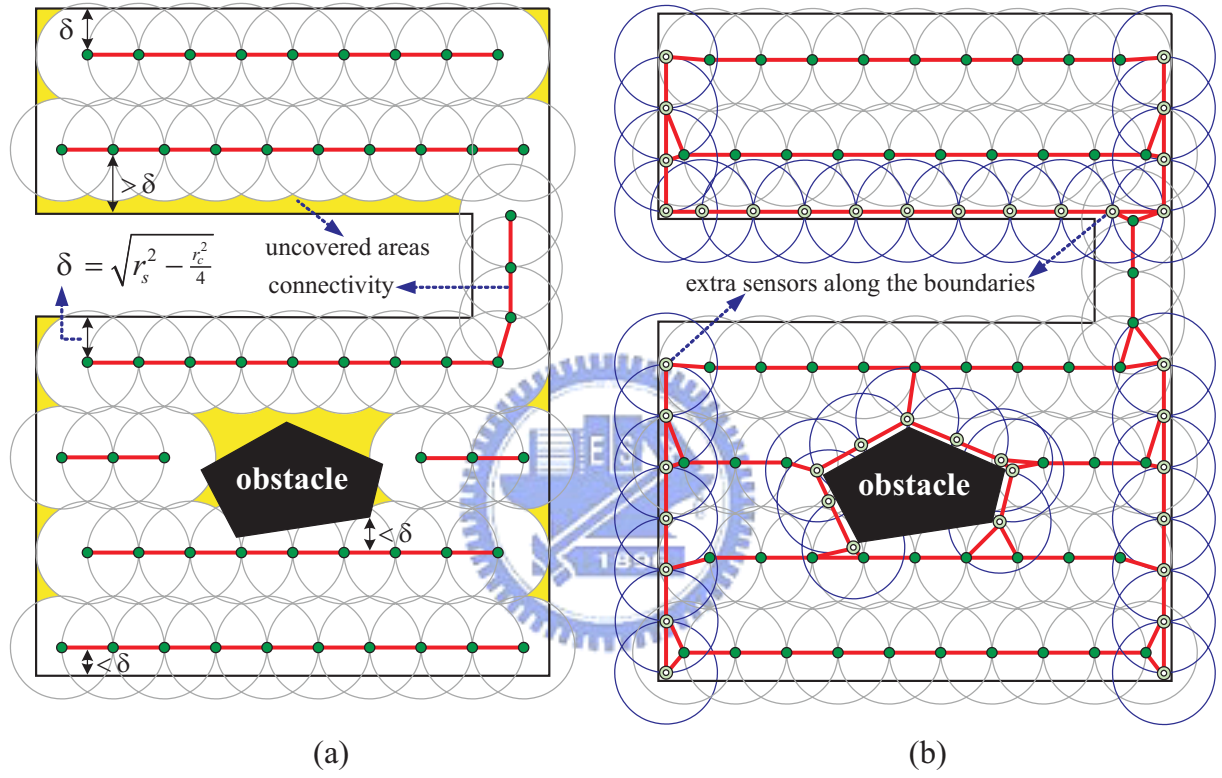 δ
> δ
uncovered areas
δ = √(r_s² − r_c²/4)
connectivity
extra sensors along the boundaries
obstacle
obstacle
< δ
< δ
(a)
(b)